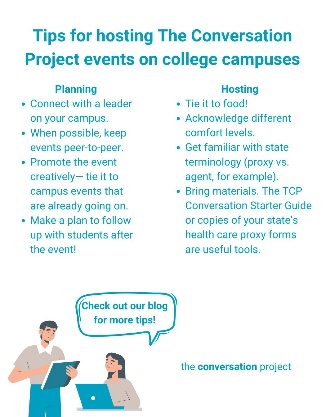 Tips for hosting The Conversation
Project events on college campuses
Planning
• Connect with a leader
on your campus.
• When possible, keep
events peer-to-peer.
• Promote the event
creatively— tie it to
campus events that
are already going on.
• Make a plan to follow
up with students after
the event!
Hosting
• Tie it to food!
• Acknowledge different
comfort levels.
• Get familiar with state
terminology (proxy vs.
agent, for example).
• Bring materials. The TCP
Conversation Starter Guide
or copies of your state's
health care proxy forms
are useful tools.
Check out our blog
for more tips!
the conversation project